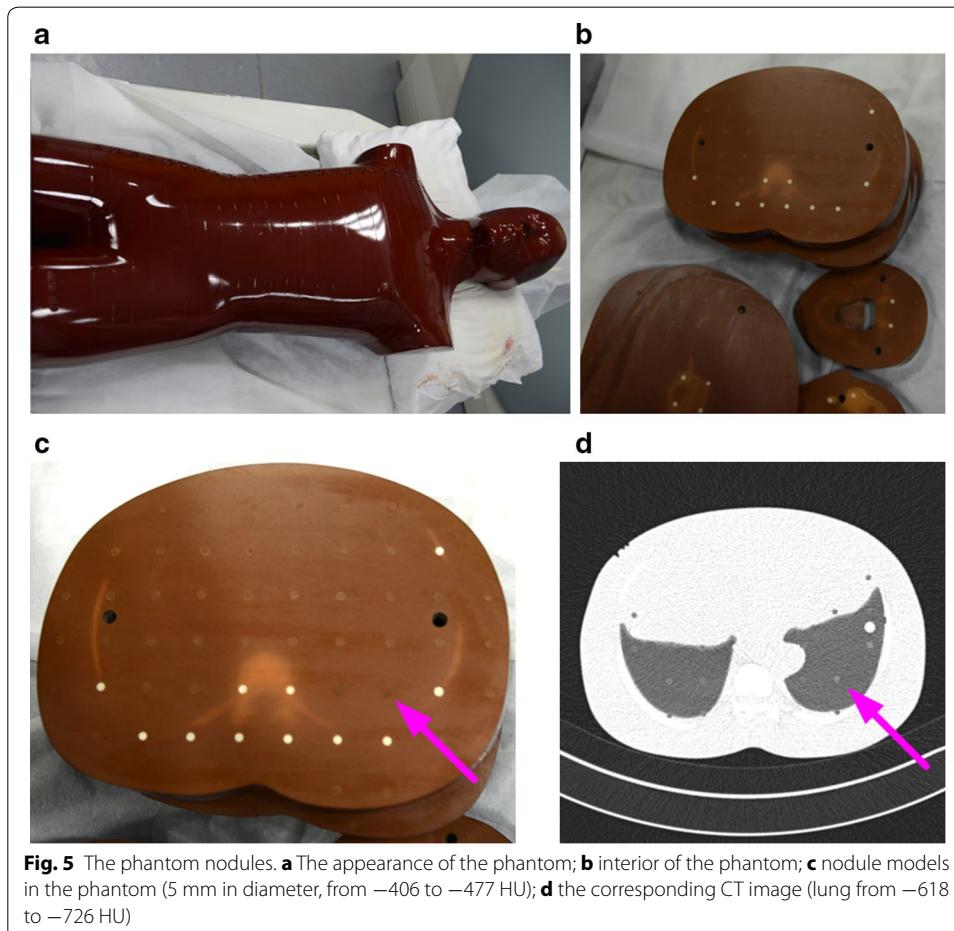 a
b
c
d
Fig. 5 The phantom nodules. a The appearance of the phantom; b interior of the phantom; c nodule models
in the phantom (5 mm in diameter, from −406 to −477 HU); d the corresponding CT image (lung from −618
to −726 HU)